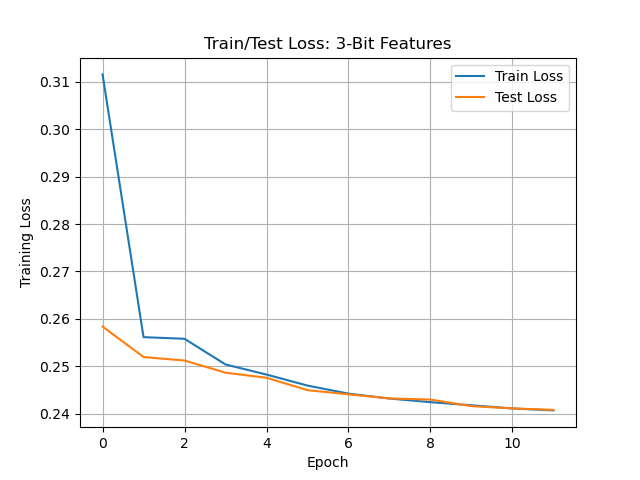 Train/Test Loss: 3-Bit Features
Train Loss
Test Loss
Training Loss
0.31
0.30
0.29
0.28
0.27
0.26
0.25
0.24
0 2 4 6 8 10
Epoch